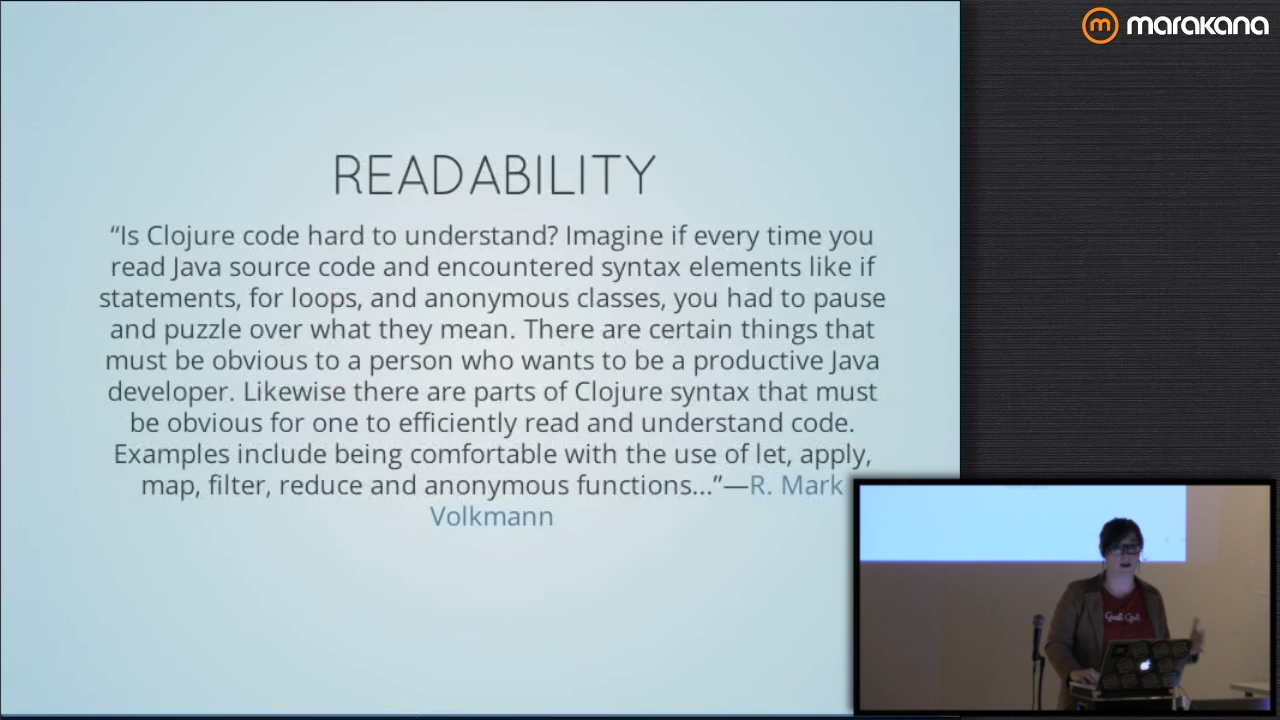 marakana
READABILITY
“Is Clojure code hard to understand? Imagine if every time you
read Java source code and encountered syntax elements like if
statements, for loops, and anonymous classes, you had to pause
and puzzle over what they mean. There are certain things that
must be obvious to a person who wants to be a productive Java
developer. Likewise there are parts of Clojure syntax that must
be obvious for one to efficiently read and understand code.
Examples include being comfortable with the use of let, apply,
map, filter, reduce and anonymous functions...”—R. Mark
Volkmann